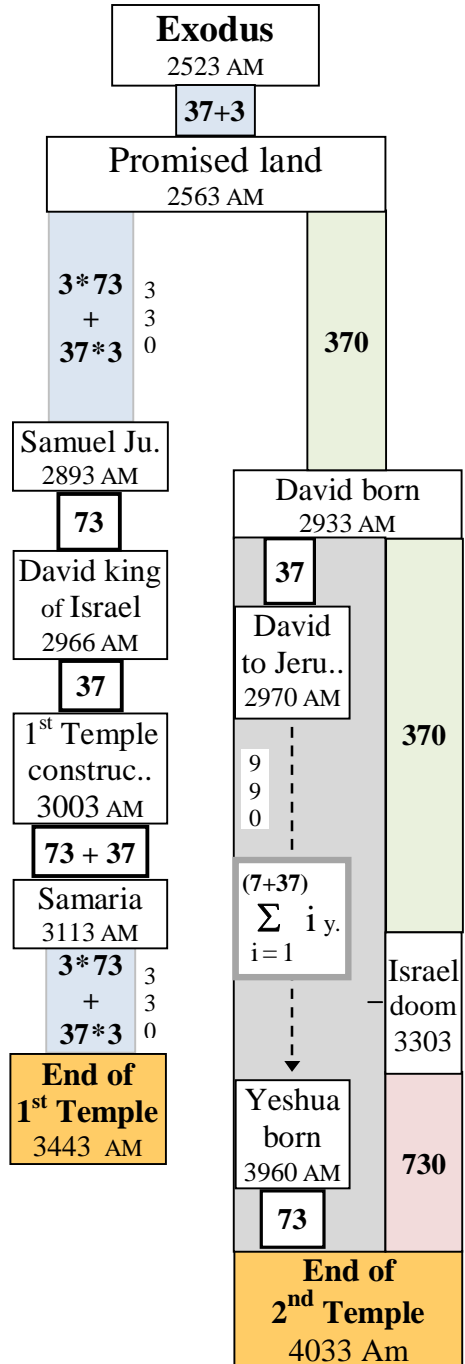 Exodus
2523 AM
37+3
Promised land
2563 AM
3*73
+
37*3
3
3
0
370
Samuel Ju.
2893 AM
73
David king
of Israel
2966 AM
37
1st Temple
construc..
3003 AM
73 + 37
Samaria
3113 AM
3*73
+
37*3
3
3
0
End of
1st Temple
3443 AM
David born
2933 AM
37
David
to Jeru..
2970 AM
370
9
9
0
(7+37)
Σ i y.
i = 1
Israel
doom
3303
Yeshua
born
3960 AM
73
730
End of
2nd Temple
4033 Am